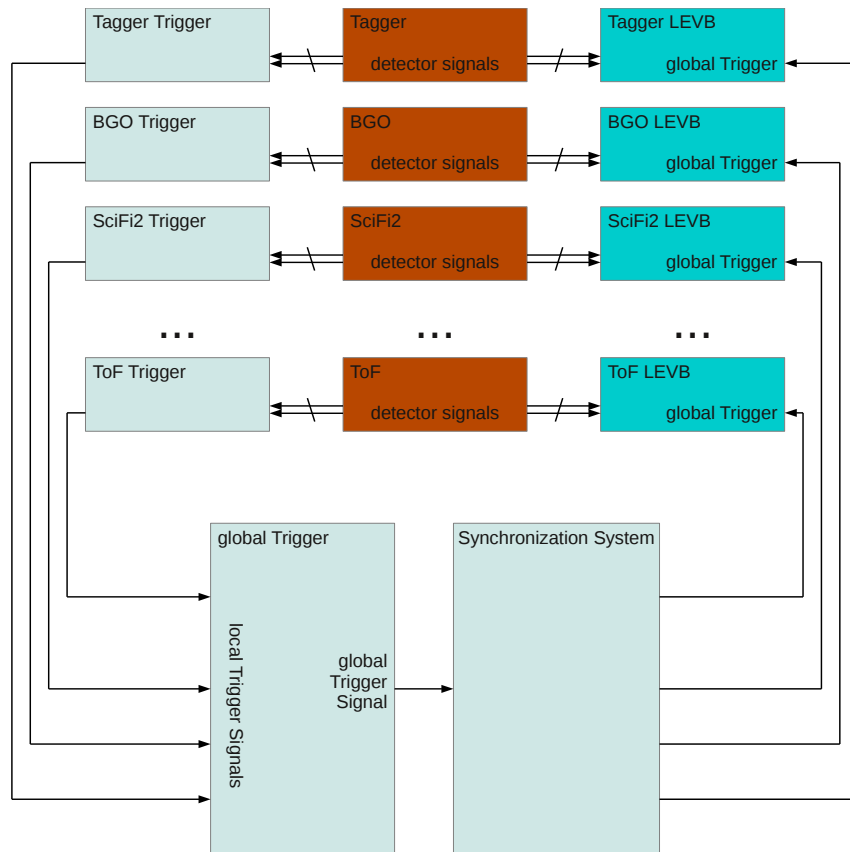 Tagger Trigger
Tagger
detector signals
Tagger LEVB
global Trigger
BGO Trigger
BGO
detector signals
BGO LEVB
global Trigger
SciFi2 Trigger
SciFi2
detector signals
SciFi2 LEVB
global Trigger
...
...
...
ToF Trigger
ToF
detector signals
ToF LEVB
global Trigger
global Trigger
local Trigger Signals
global
Trigger
Signal
Synchronization System